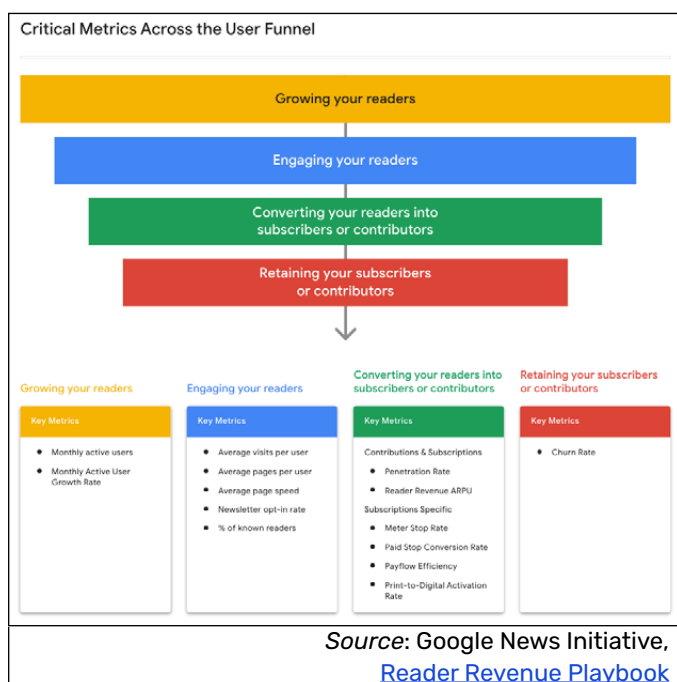 Critical Metrics Across the User Funnel
Growing your readers
Engaging your readers
Converting your readers into
subscribers or contributors
Retaining your subscribers
or contributors
Growing your readers
Key Metrics
• Monthly active users
• Monthly Active User
Growth Rate
Engaging your readers
Key Metrics
• Average visits per user
• Average pages per user
• Average page speed
• Newsletter opt-in rate
• % of known readers
Converting your readers into
subscribers or contributors
Key Metrics
Contributions & Subscriptions
• Penetration Rate
• Reader Revenue ARPU
Subscriptions Specific
• Meter Stop Rate
• Paid Stop Conversion Rate
• Payflow Efficiency
• Print-to-Digital Activation
Rate
Retaining your subscribers
or contributors
Key Metrics
• Churn Rate
Source: Google News Initiative,
Reader Revenue Playbook